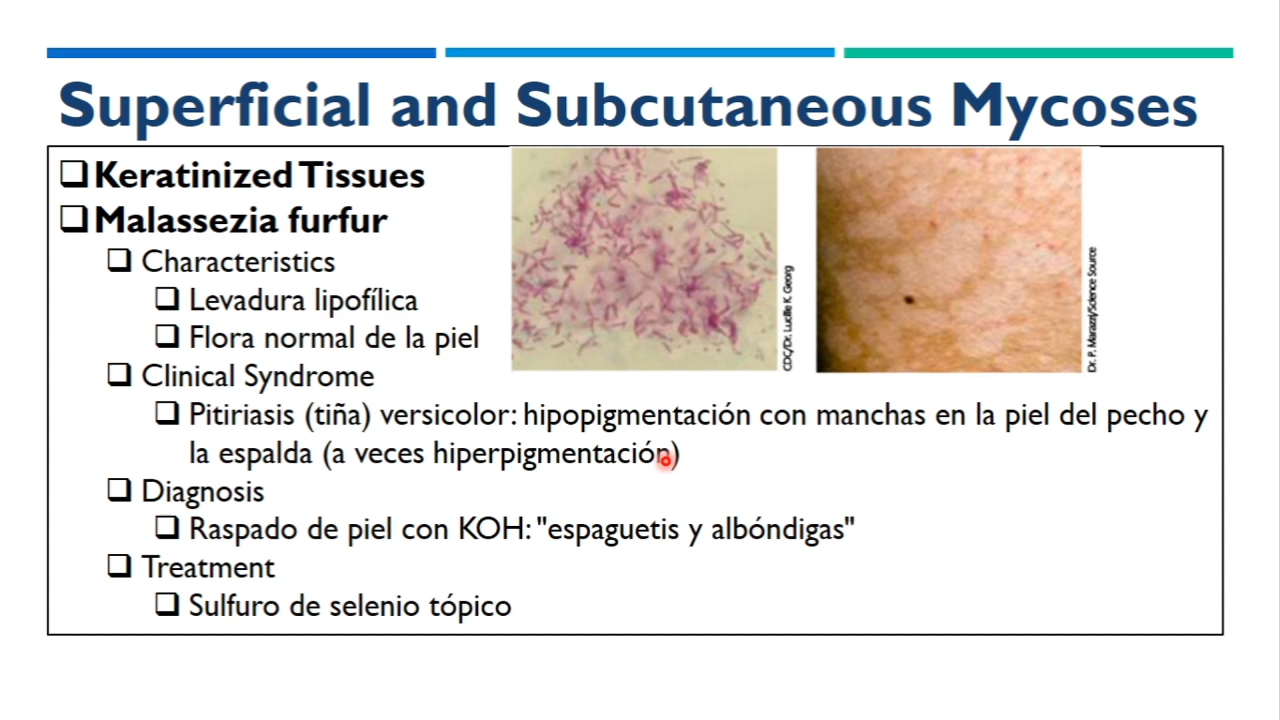 Superficial and Subcutaneous Mycoses
❑Keratinized Tissues
❑Malassezia furfur
❑ Characteristics
❑ Levadura lipofílica
❑ Flora normal de la piel
❑ Clinical Syndrome
❑ Pitiriasis (tiña) versicolor: hipopigmentación con manchas en la piel del pecho y
la espalda (a veces hiperpigmentación)
❑ Diagnosis
❑ Raspado de piel con KOH: "espaguetis y albóndigas"
❑ Treatment
❑ Sulfuro de selenio tópico
CDC/Dr. Lucille K. Georg
Dr. P. Marazzi/Science Source